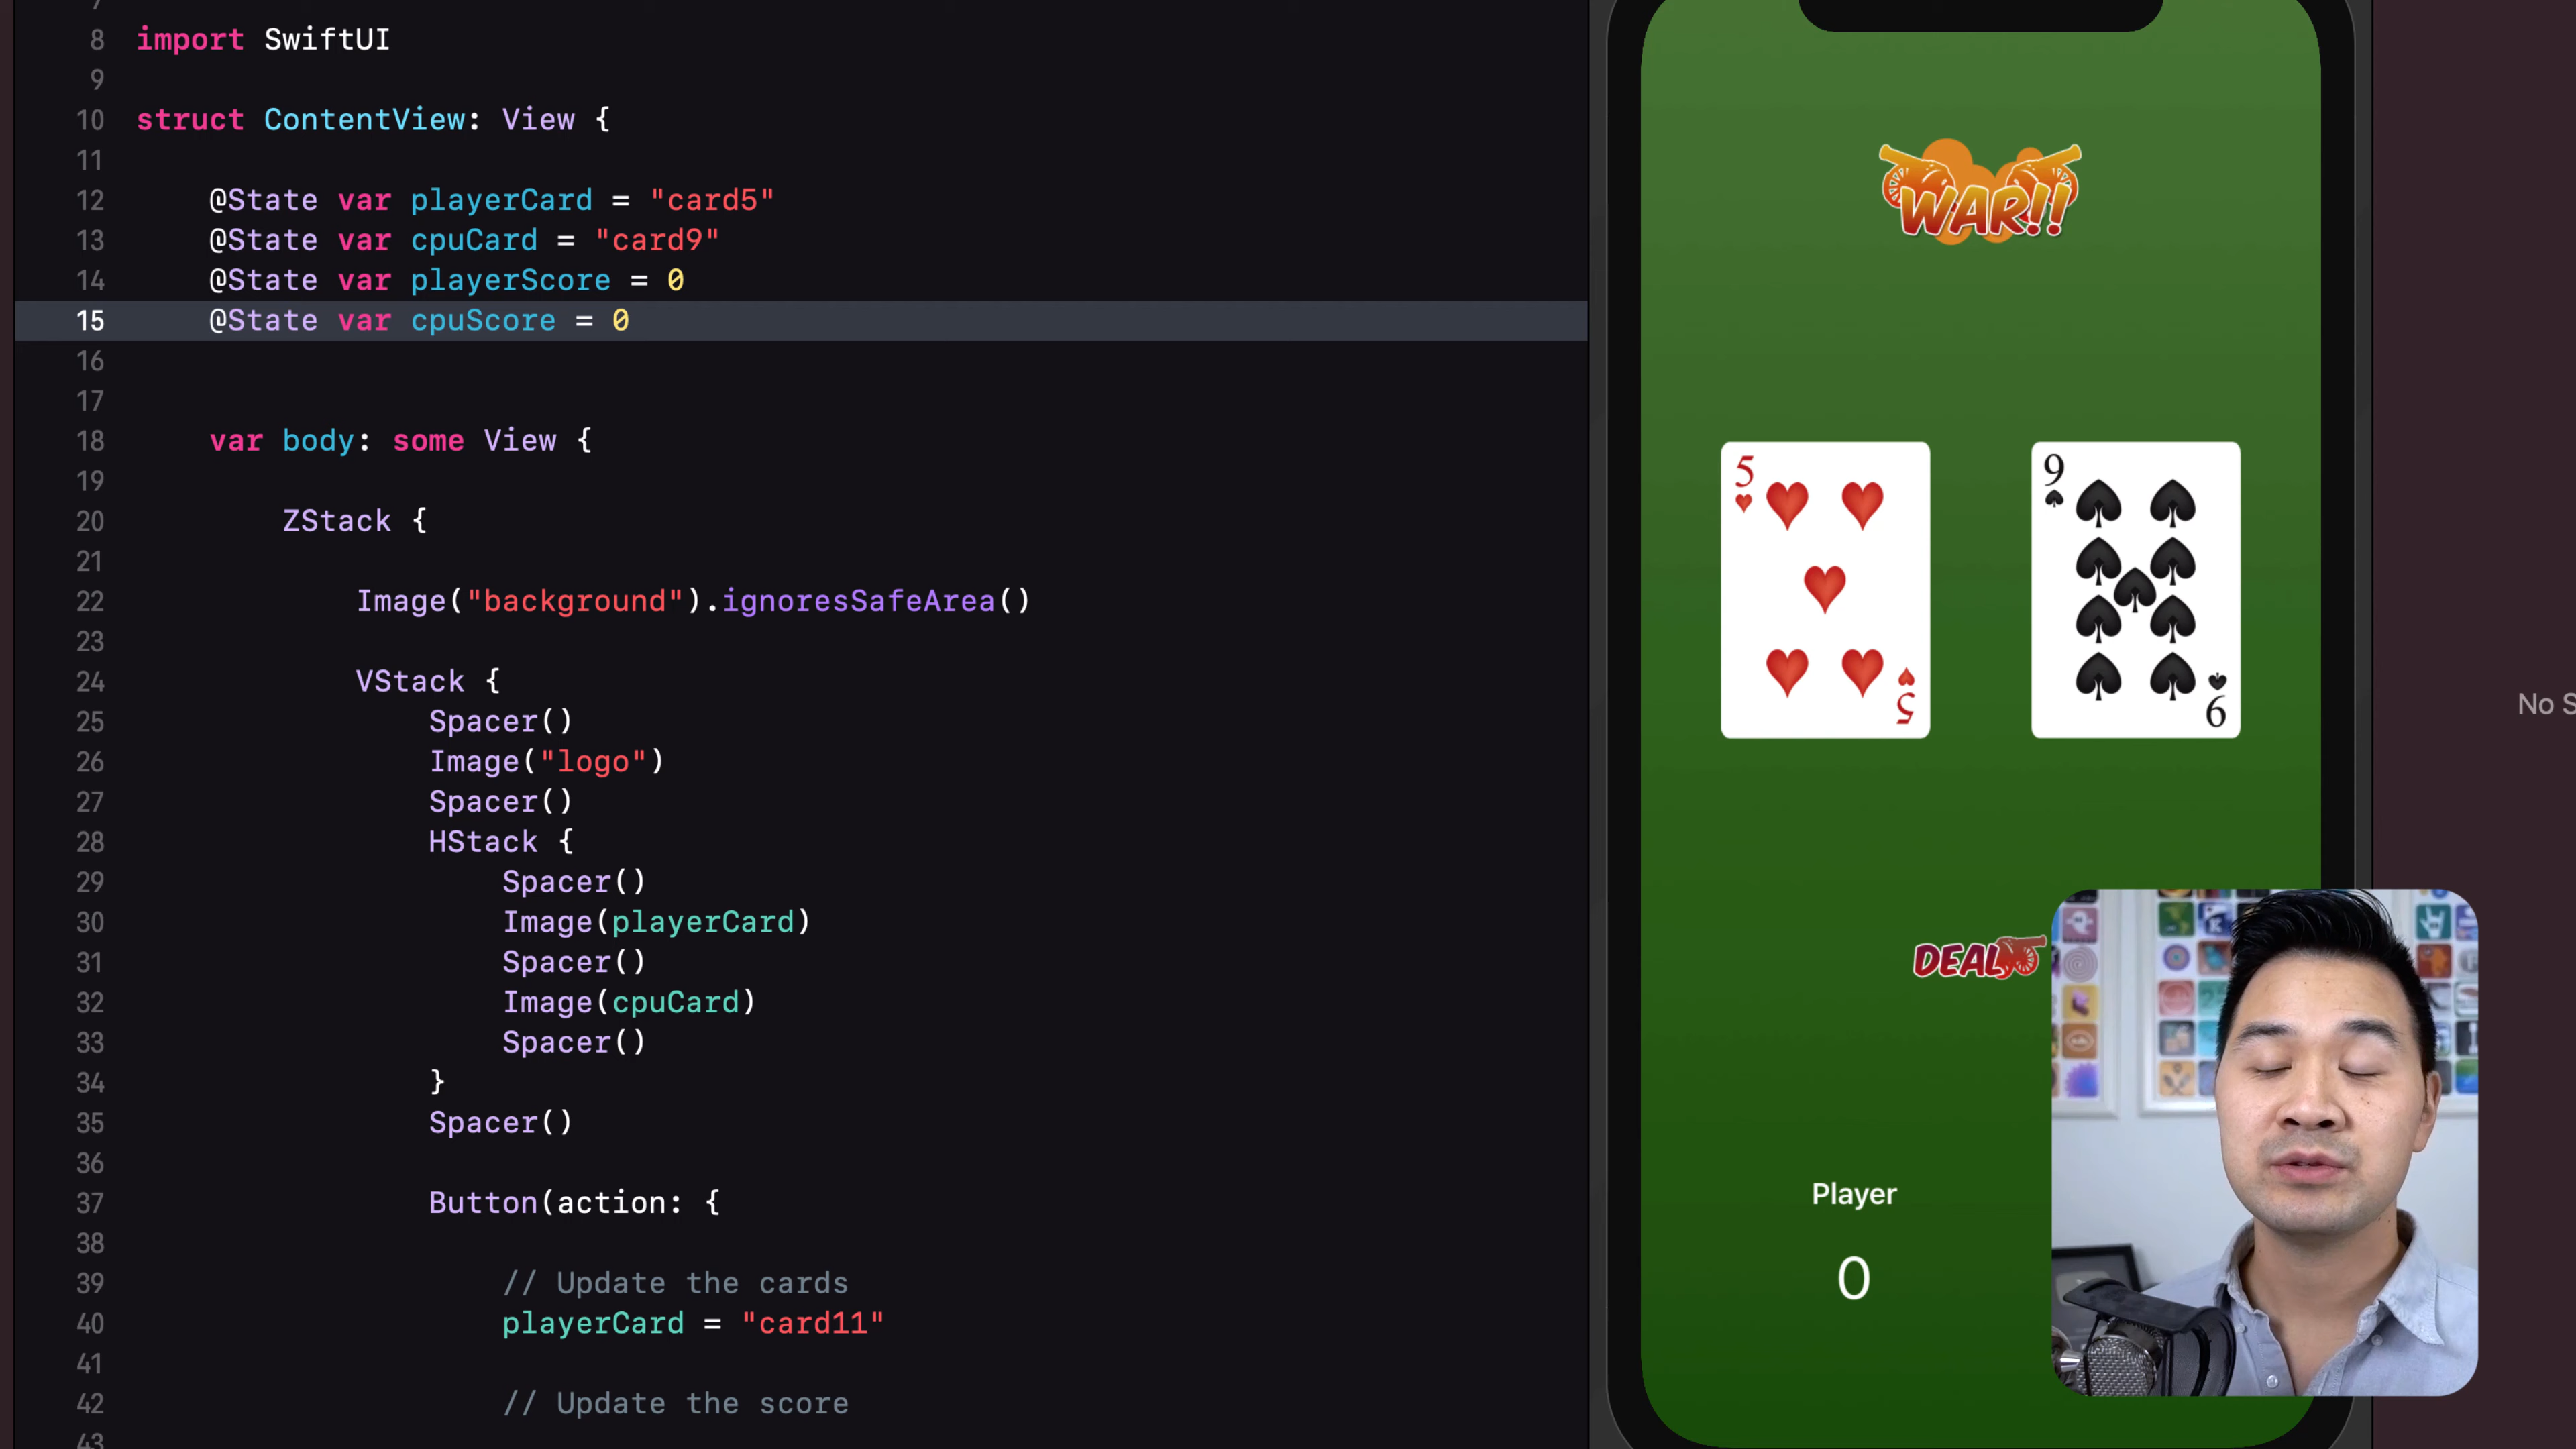 7
8 import SwiftUI
9
10 struct ContentView: View {
11
12 @State var playerCard = "card5"
13 @State var cpuCard = "card9"
14 @State var playerScore = 0
15 @State var cpuScore = 0
16
17
18 var body: some View {
19
20 ZStack {
21
22 Image("background").ignoresSafeArea()
23
24 VStack {
25 Spacer()
26 Image("logo")
27 Spacer()
28 HStack {
29 Spacer()
30 Image(playerCard)
31 Spacer()
32 Image(cpuCard)
33 Spacer()
34 }
35 Spacer()
36
37 Button(action: {
38
39 // Update the cards
40 playerCard = "card11"
41
42 // Update the score
43
WAR!!
5
9
5
9
DEAL
Player
0
No S